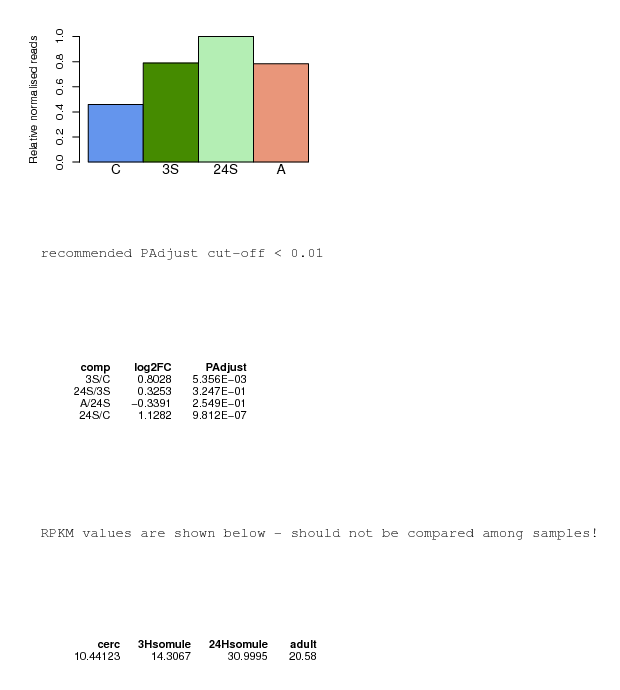 Relative normalised reads
1.0
0.8
0.6
0.4
0.2
0.0
C 3S 24S A
recommended PAdjust cut-off < 0.01
comp log2FC PAdjust
3S/C 0.8028 5.356E−03
24S/3S 0.3253 3.247E−01
A/24S −0.3391 2.549E−01
24S/C 1.1282 9.812E−07
RPKM values are shown below - should not be compared among samples!
cerc 3Hsomule 24Hsomule adult
10.44123 14.3067 30.9995 20.58